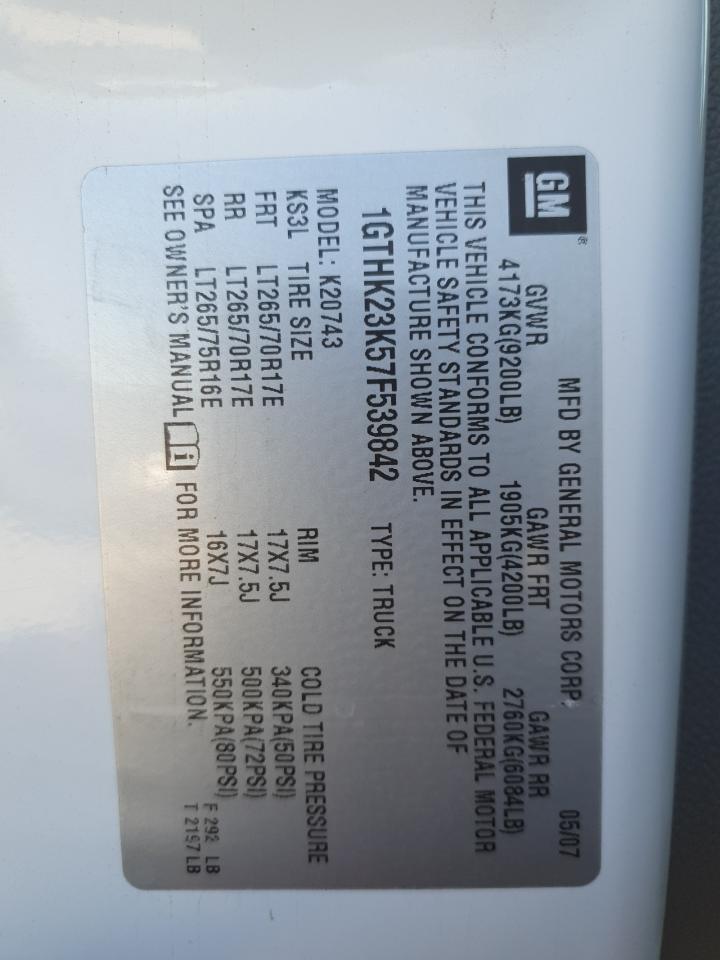 GM®
MFD BY GENERAL MOTORS CORP 05/07
GVWR GAWR FRT GAWR RR
4173KG(9200LB) 1905KG(4200LB) 2760KG(6084LB)
THIS VEHICLE CONFORMS TO ALL APPLICABLE U.S. FEDERAL MOTOR
VEHICLE SAFETY STANDARDS IN EFFECT ON THE DATE OF
MANUFACTURE SHOWN ABOVE.
1GTHK23K57F539842 TYPE: TRUCK
MODEL: K20743
KS3L TIRE SIZE RIM COLD TIRE PRESSURE
FRT LT265/70R17E 17X7.5J 340KPA(50PSI)
RR LT265/70R17E 17X7.5J 500KPA(72PSI)
SPA LT265/75R16E 16X7J 550KPA(80PSI) F 292 LB
SEE OWNER'S MANUAL i FOR MORE INFORMATION. T 2197 LB